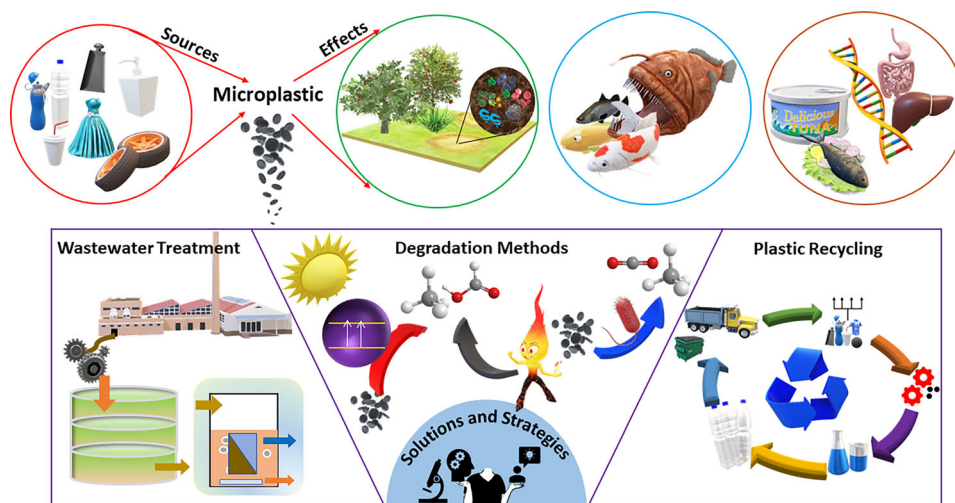 Sources
Effects
Microplastic
Delicious
TUNA
Wastewater Treatment
Degradation Methods
Plastic Recycling
Solutions and Strategies